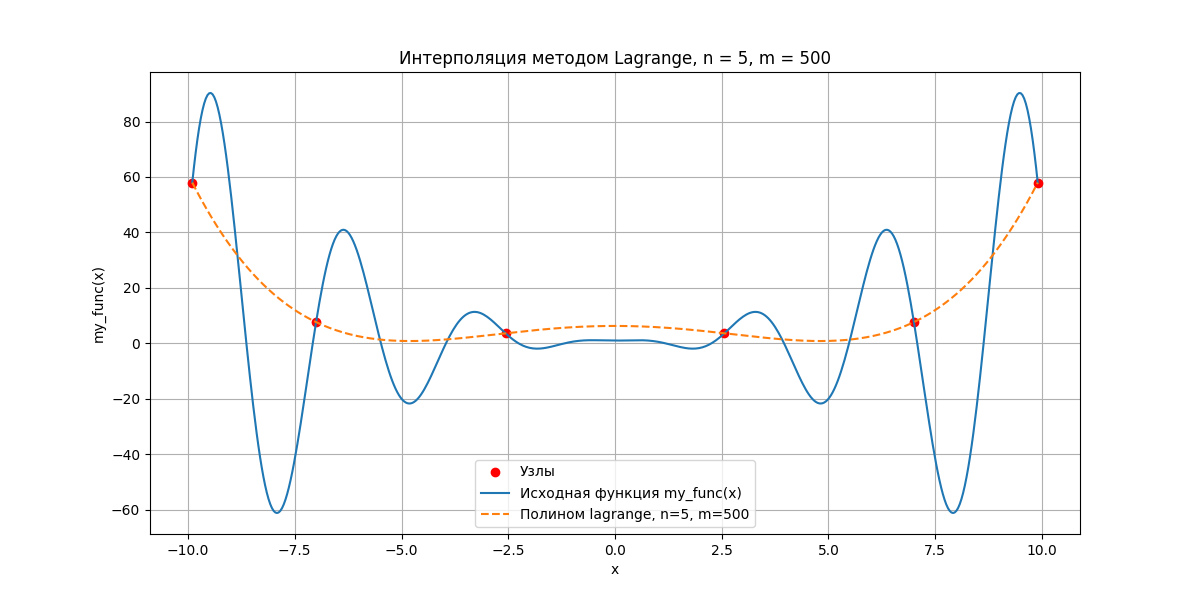 Интерполяция методом Lagrange, n = 5, m = 500
my_func(x)
80
60
40
20
0
−20
−40
−60
Узлы
Исходная функция my_func(x)
Полином lagrange, n=5, m=500
−10.0 −7.5 −5.0 −2.5 0.0 2.5 5.0 7.5 10.0
x